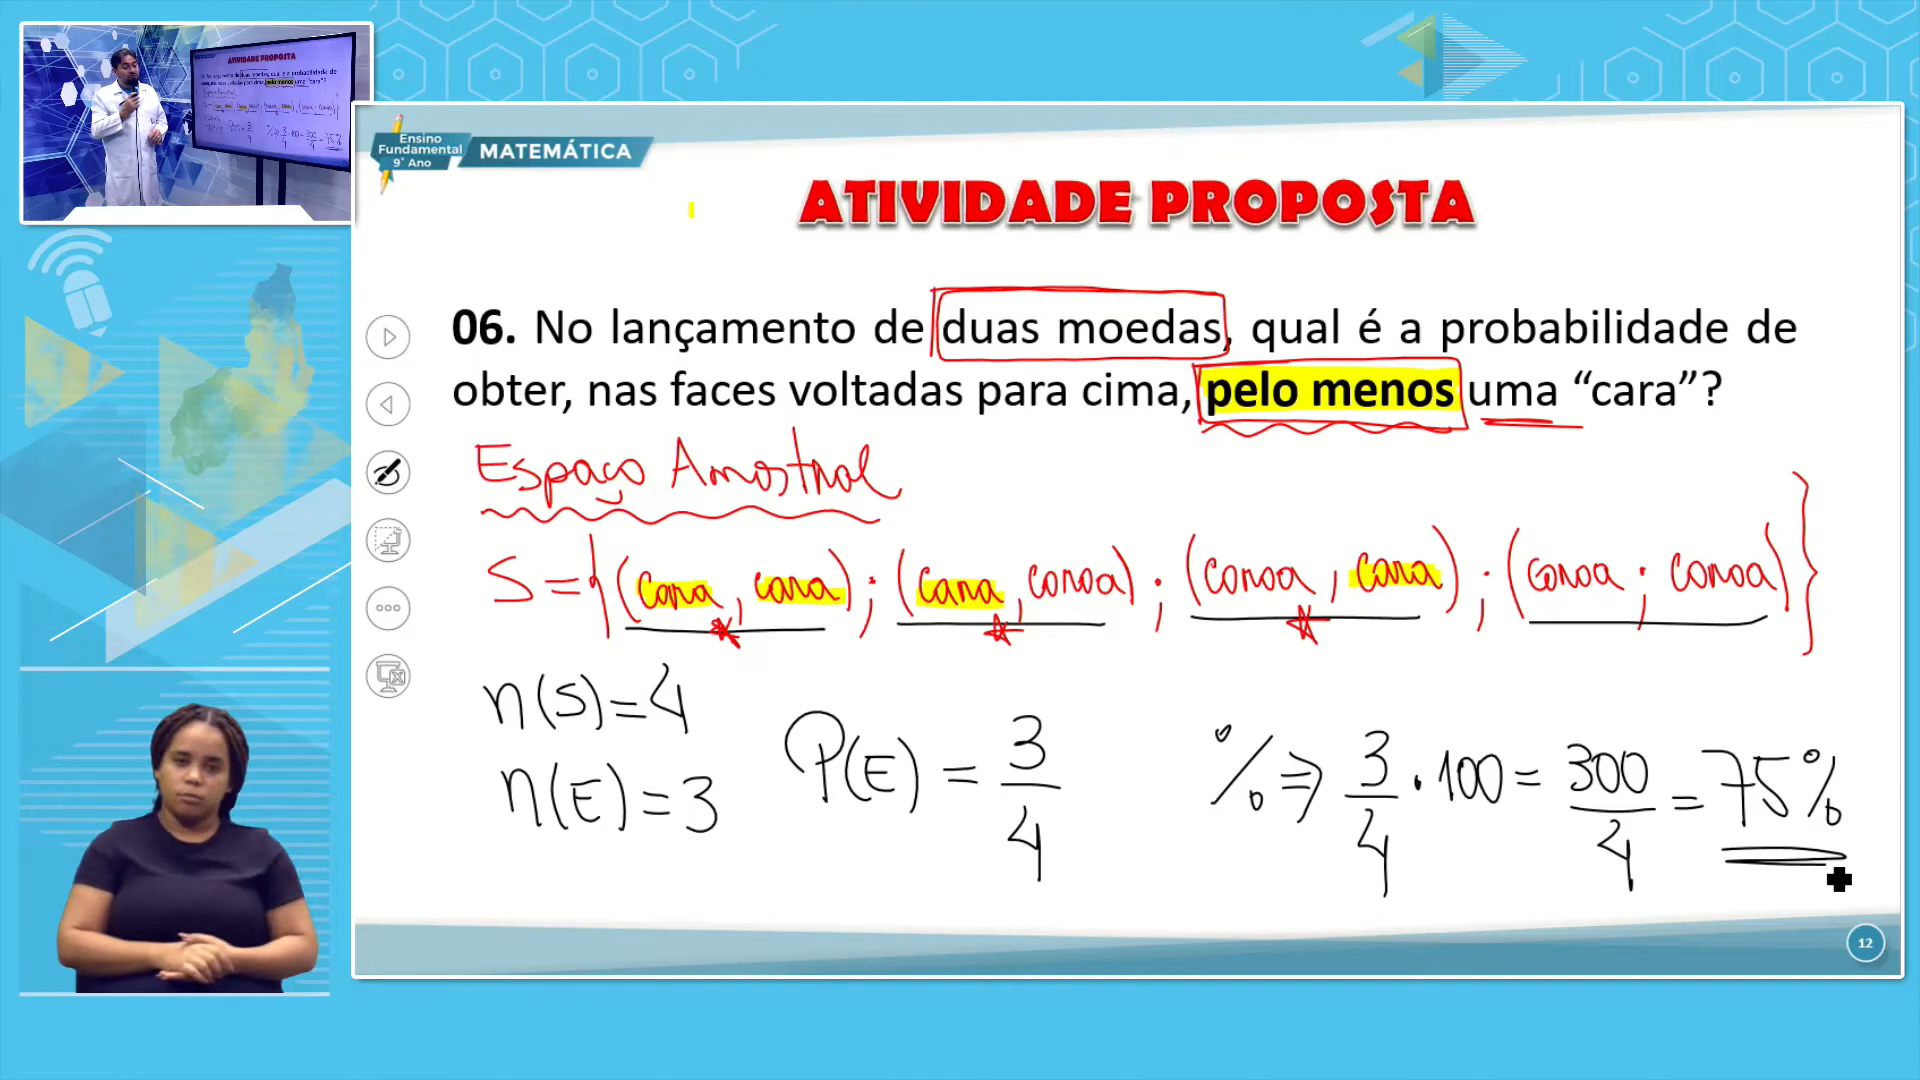 Ensino
Fundamental
9º Ano
MATEMÁTICA
ATIVIDADE PROPOSTA
06. No lançamento de duas moedas, qual é a probabilidade de
obter, nas faces voltadas para cima, pelo menos uma “cara”?
Espaço Amostral
S={(cara, cara); (cara, coroa); (coroa, cara); (coroa; coroa)}
n(S)=4
n(E)=3
P(E) = 3/4
% ⇒ 3/4 · 100 = 300/4 = 75%
12